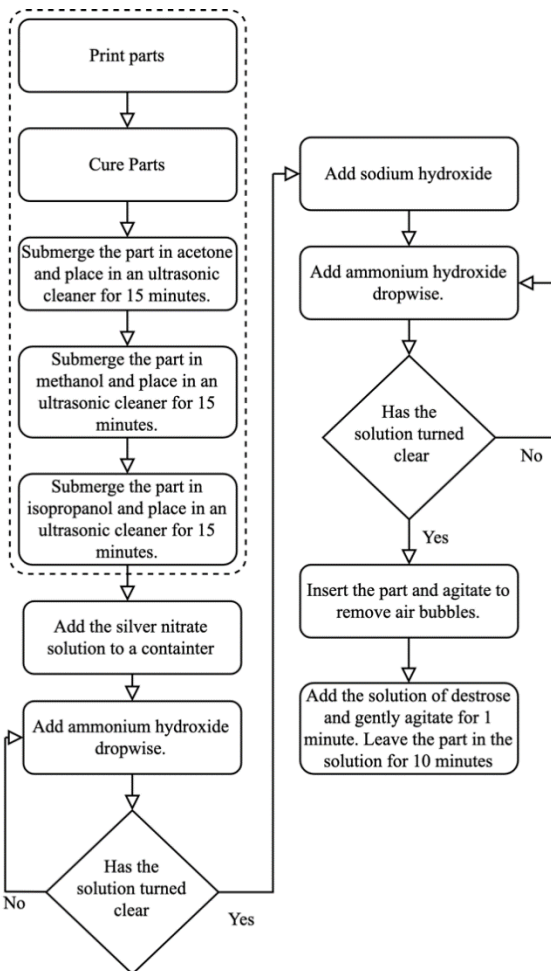 Print parts
Cure Parts
Submerge the part in acetone
and place in an ultrasonic
cleaner for 15 minutes.
Submerge the part in
methanol and place in an
ultrasonic cleaner for 15
minutes.
Submerge the part in
isopropanol and place in an
ultrasonic cleaner for 15
minutes.
Add the silver nitrate
solution to a containter
Add ammonium hydroxide
dropwise.
Has the
solution turned
clear
No
Yes
Add sodium hydroxide
Add ammonium hydroxide
dropwise.
Has the
solution turned
clear
No
Yes
Insert the part and agitate to
remove air bubbles.
Add the solution of destrose
and gently agitate for 1
minute. Leave the part in the
solution for 10 minutes